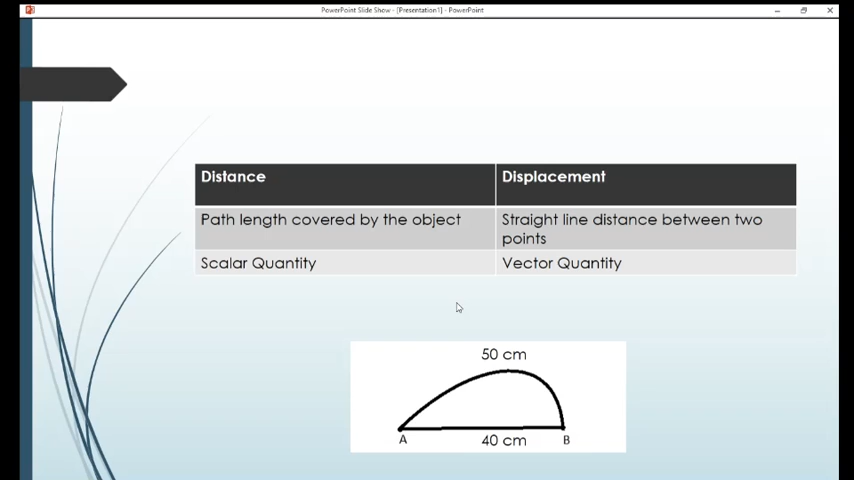 PowerPoint Slide Show - [Presentation1] - PowerPoint
Distance
Displacement
Path length covered by the object
Straight line distance between two
points
Scalar Quantity
Vector Quantity
50 cm
A
40 cm
B